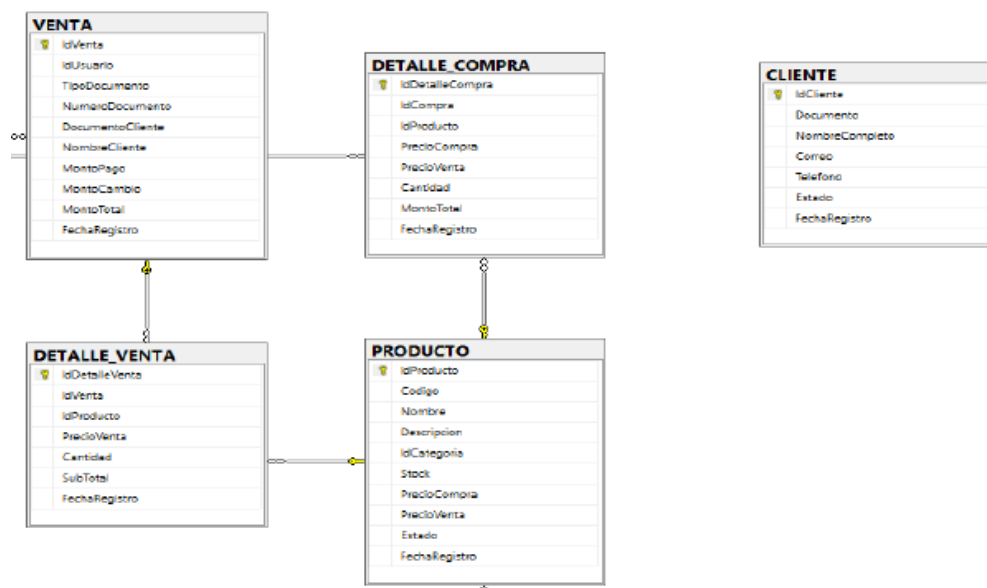 VENTA
IdVenta
IdUsuario
TipoDocumento
NumeroDocumento
DocumentoCliente
NombreCliente
MontoPago
MontoCambio
MontoTotal
FechaRegistro
DETALLE_COMPRA
IdDetalleCompra
IdCompra
IdProducto
PrecioCompra
PrecioVenta
Cantidad
MontoTotal
FechaRegistro
CLIENTE
IdCliente
Documento
NombreCompleto
Correo
Telefono
Estado
FechaRegistro
DETALLE_VENTA
IdDetalleVenta
IdVenta
IdProducto
PrecioVenta
Cantidad
SubTotal
FechaRegistro
PRODUCTO
IdProducto
Codigo
Nombre
Descripcion
IdCategoria
Stock
PrecioCompra
PrecioVenta
Estado
FechaRegistro